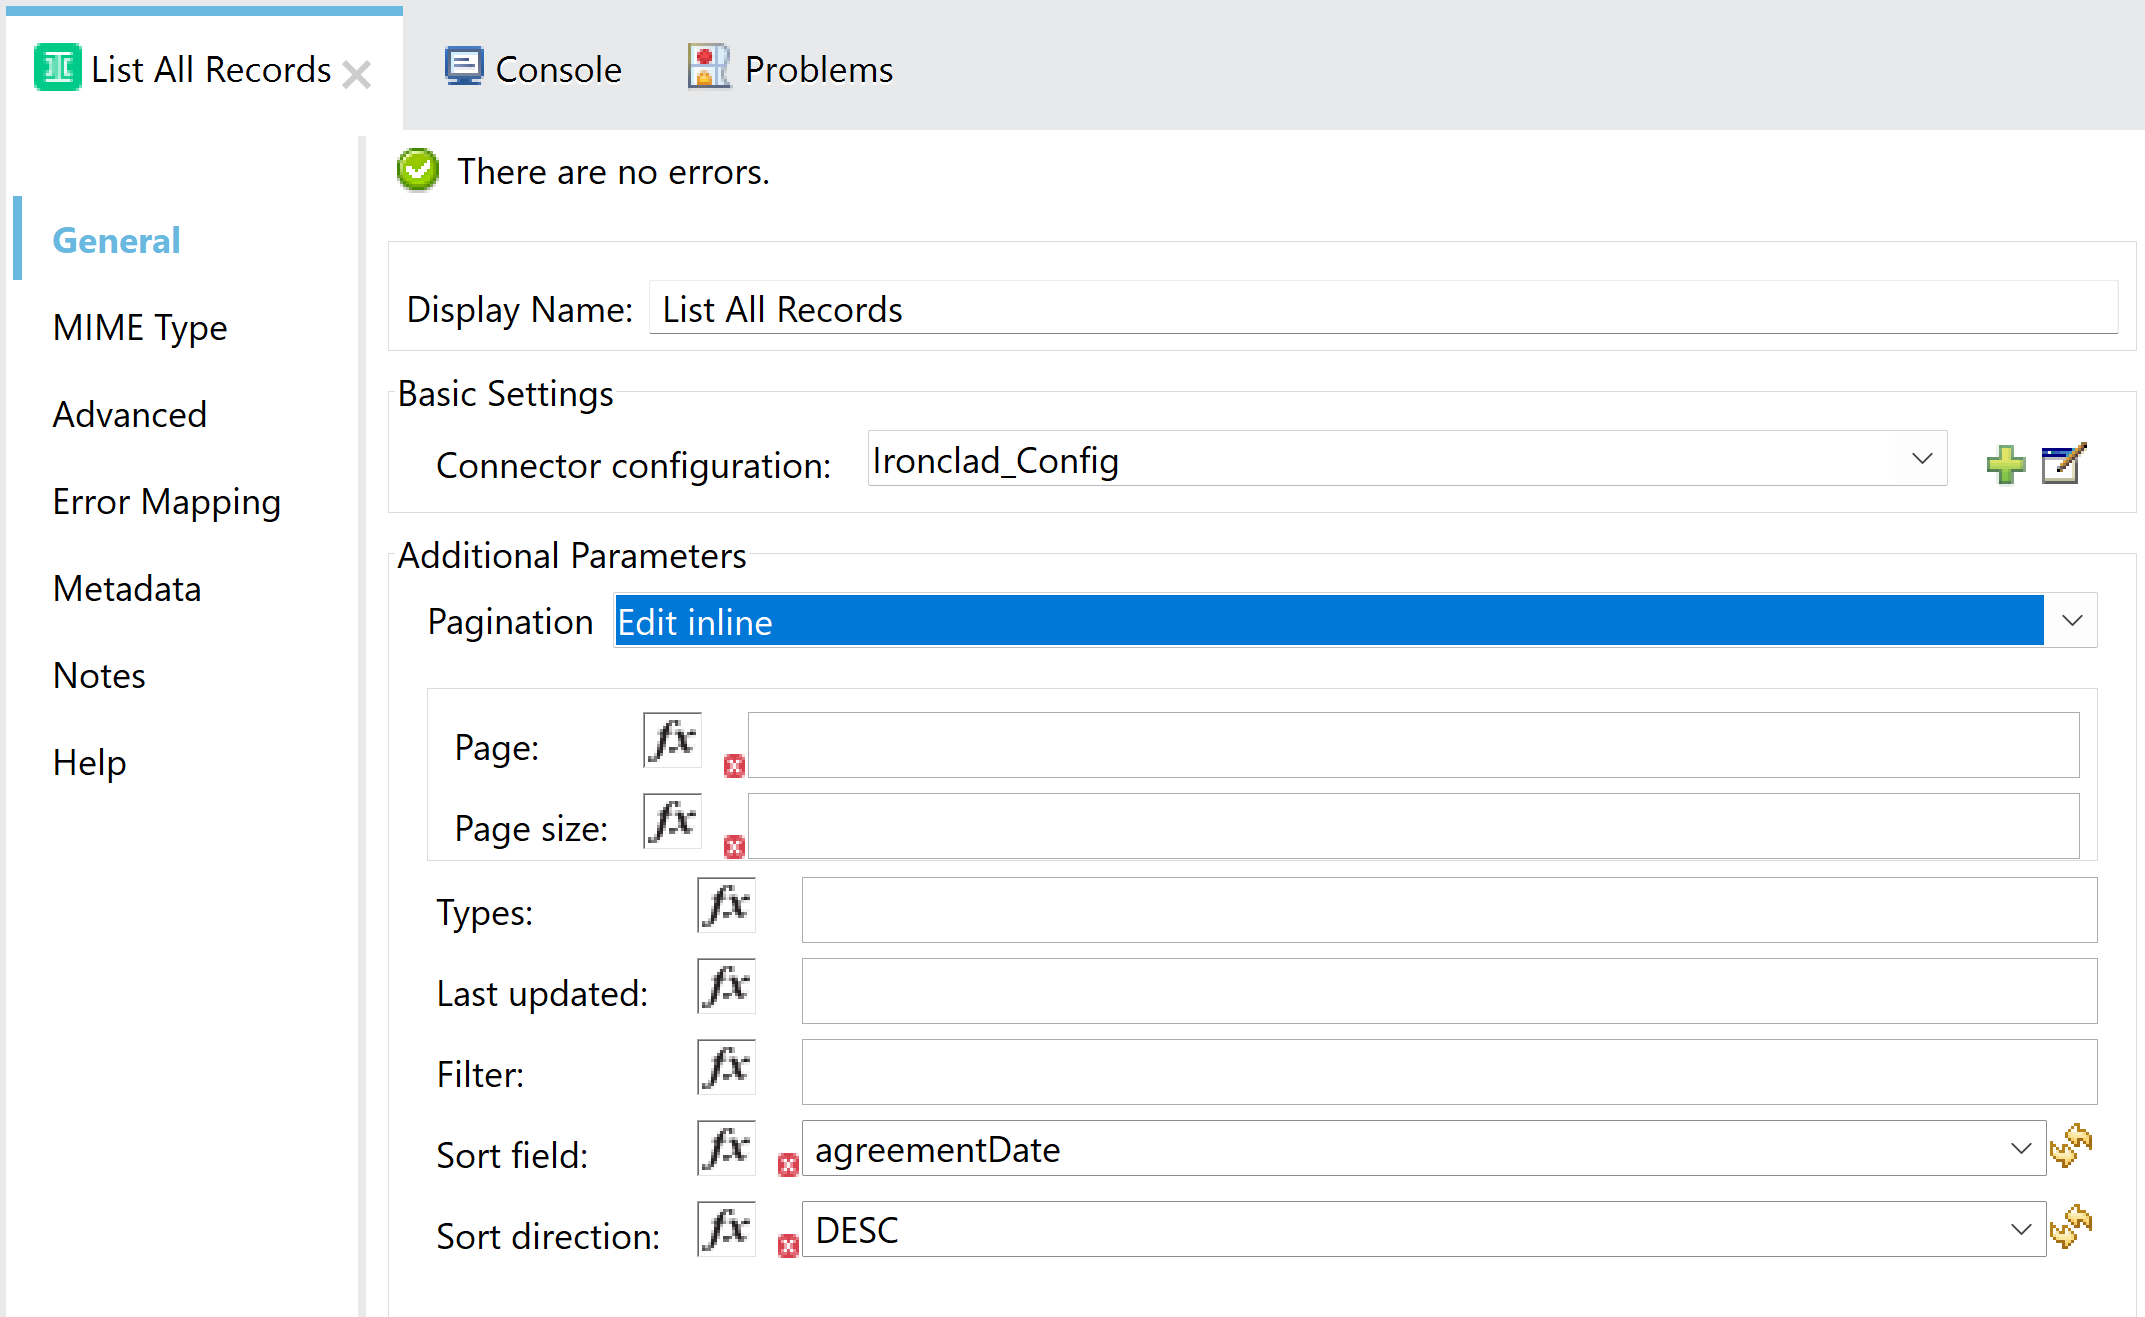 List All Records
Console
Problems
There are no errors.
General
MIME Type
Advanced
Error Mapping
Metadata
Notes
Help
Display Name: List All Records
Basic Settings
Connector configuration: Ironclad_Config
Additional Parameters
Pagination Edit inline
Page: fx
Page size: fx
Types: fx
Last updated: fx
Filter: fx
Sort field: fx agreementDate
Sort direction: fx DESC